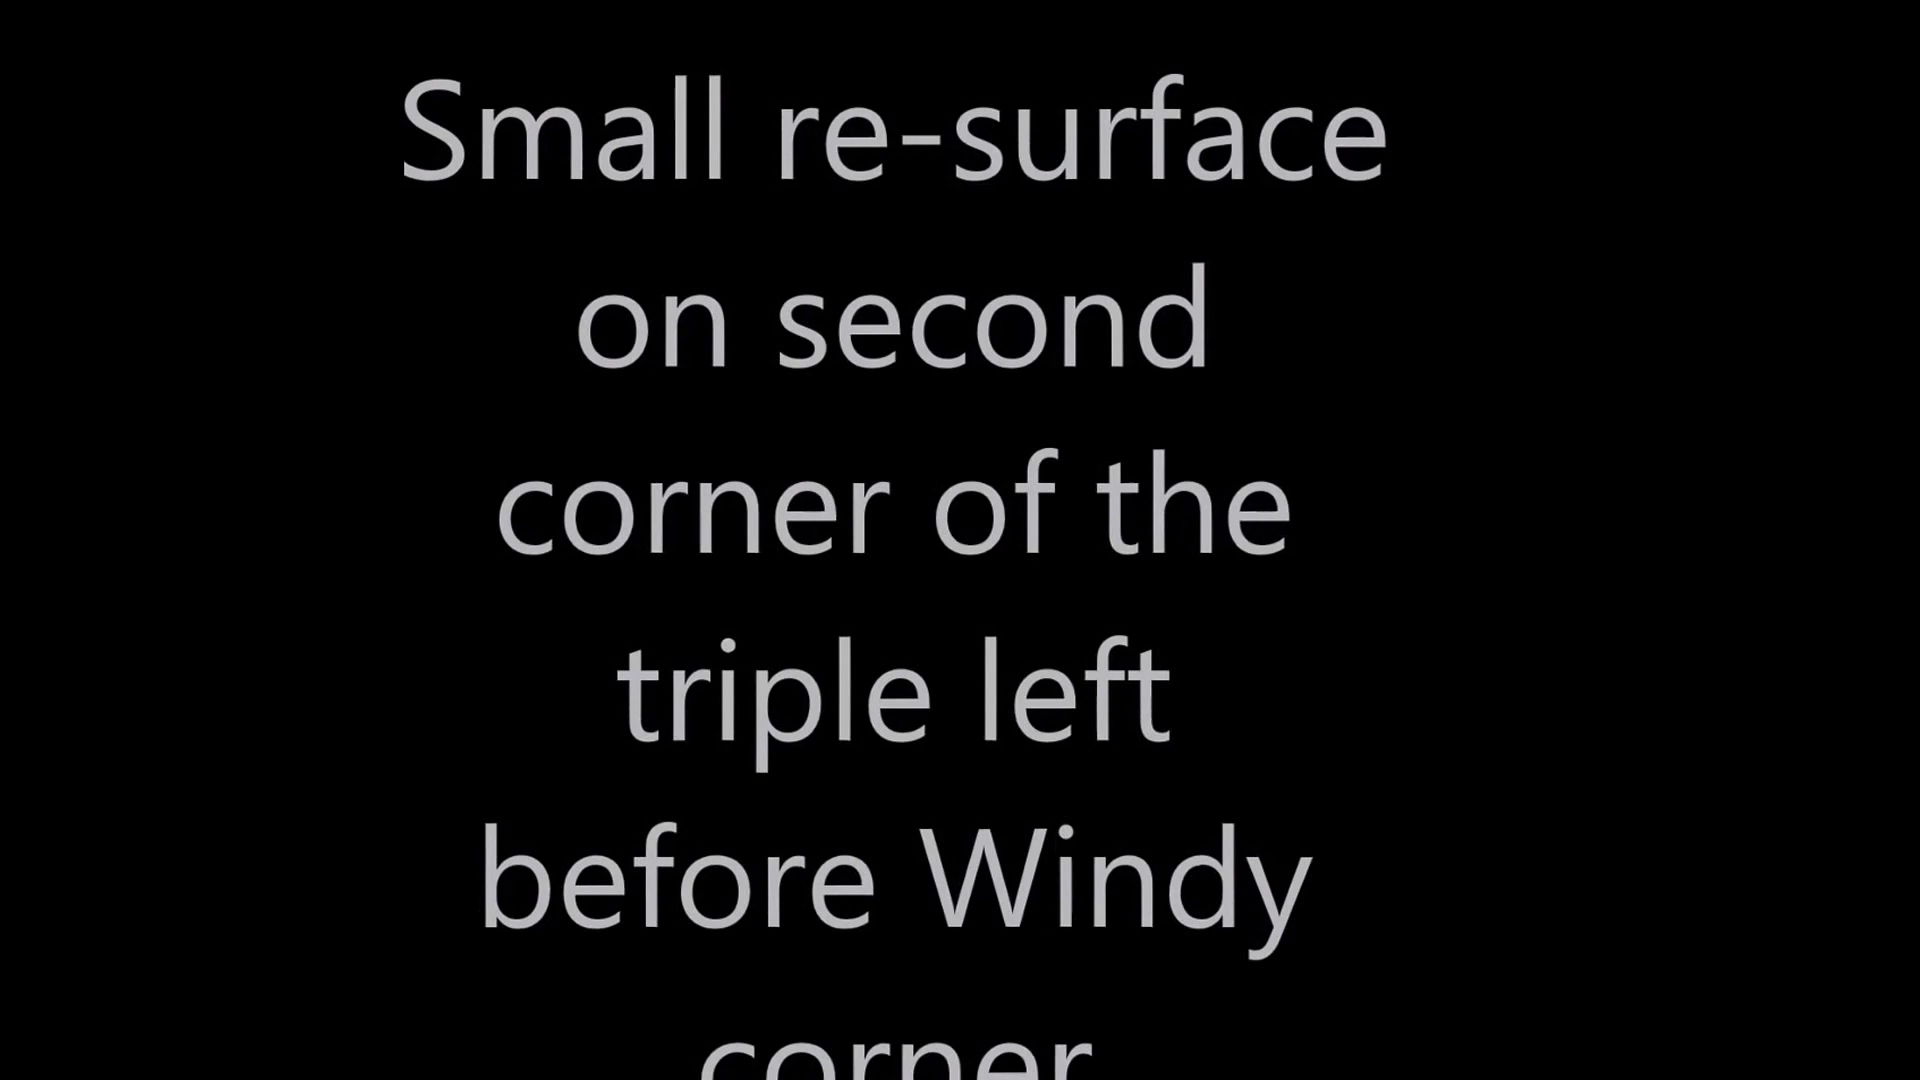 Small re-surface
on second
corner of the
triple left
before Windy
corner